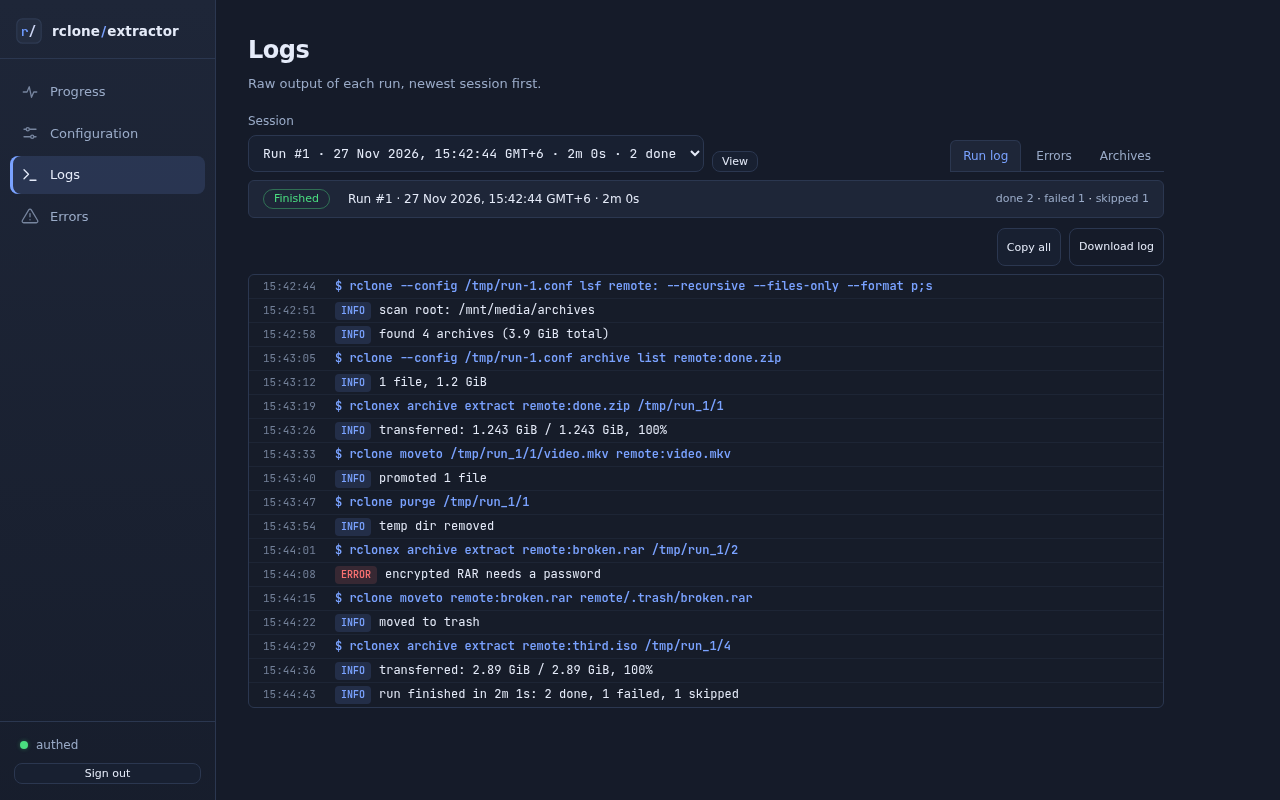 r/ rclone/extractor
Progress
Configuration
Logs
Errors
authed
Sign out
Logs
Raw output of each run, newest session first.
Session
Run #1 · 27 Nov 2026, 15:42:44 GMT+6 · 2m 0s · 2 done
View
Run log Errors Archives
Finished Run #1 · 27 Nov 2026, 15:42:44 GMT+6 · 2m 0s done 2 · failed 1 · skipped 1
Copy all Download log
15:42:44 $ rclone --config /tmp/run-1.conf lsf remote: --recursive --files-only --format p;s
15:42:51 INFO scan root: /mnt/media/archives
15:42:58 INFO found 4 archives (3.9 GiB total)
15:43:05 $ rclone --config /tmp/run-1.conf archive list remote:done.zip
15:43:12 INFO 1 file, 1.2 GiB
15:43:19 $ rclonex archive extract remote:done.zip /tmp/run_1/1
15:43:26 INFO transferred: 1.243 GiB / 1.243 GiB, 100%
15:43:33 $ rclone moveto /tmp/run_1/1/video.mkv remote:video.mkv
15:43:40 INFO promoted 1 file
15:43:47 $ rclone purge /tmp/run_1/1
15:43:54 INFO temp dir removed
15:44:01 $ rclonex archive extract remote:broken.rar /tmp/run_1/2
15:44:08 ERROR encrypted RAR needs a password
15:44:15 $ rclone moveto remote:broken.rar remote/.trash/broken.rar
15:44:22 INFO moved to trash
15:44:29 $ rclonex archive extract remote:third.iso /tmp/run_1/4
15:44:36 INFO transferred: 2.89 GiB / 2.89 GiB, 100%
15:44:43 INFO run finished in 2m 1s: 2 done, 1 failed, 1 skipped